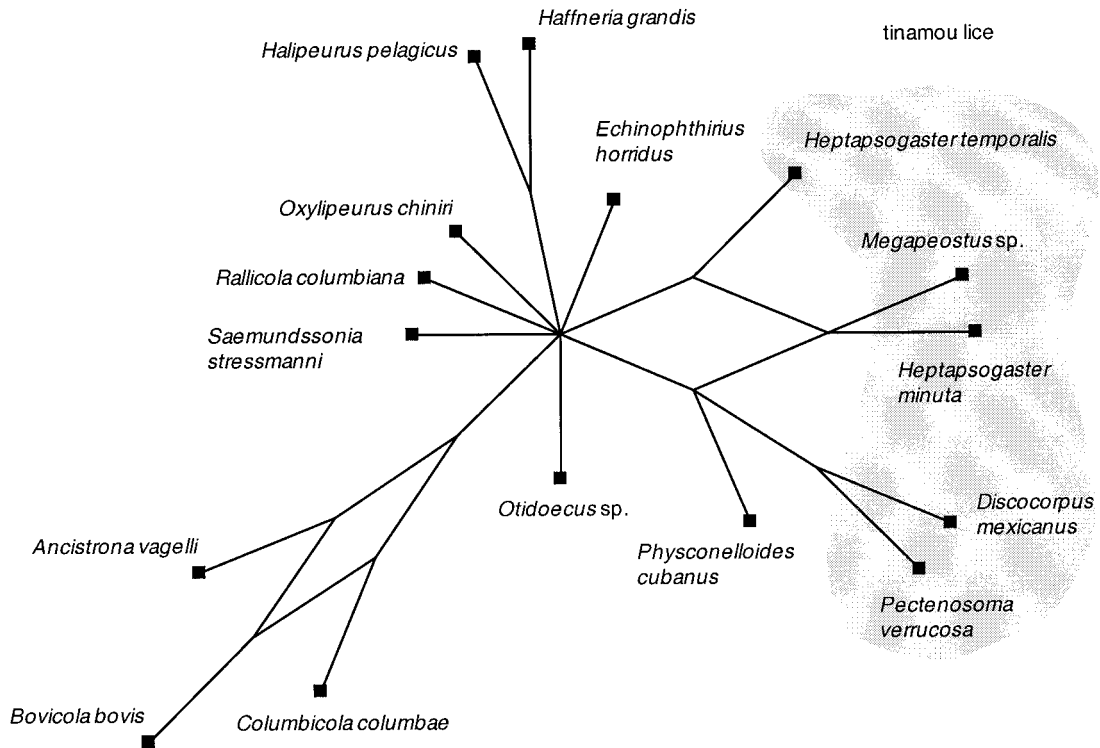 Haffneria grandis
tinamou lice
Halipeurus pelagicus
Echinophthirius
horridus
Heptapsogaster temporalis
Oxylipeurus chiniri
Megapeostus sp.
Rallicola columbiana
Saemundssonia
stressmanni
Heptapsogaster
minuta
Otidoecus sp.
Discocorpus
mexicanus
Physconelloides
cubanus
Ancistrona vagelli
Pectenosoma
verrucosa
Bovicola bovis
Columbicola columbae